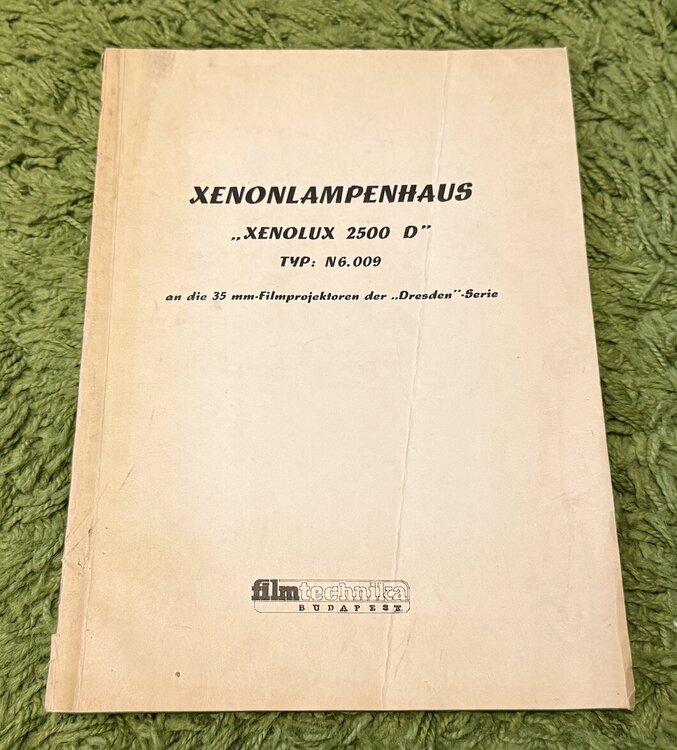 XENONLAMPENHAUS
„XENOLUX 2500 D”
TYP: N6.009
an die 35 mm-Filmprojektoren der „Dresden”-Serie
filmtechnika
BUDAPEST